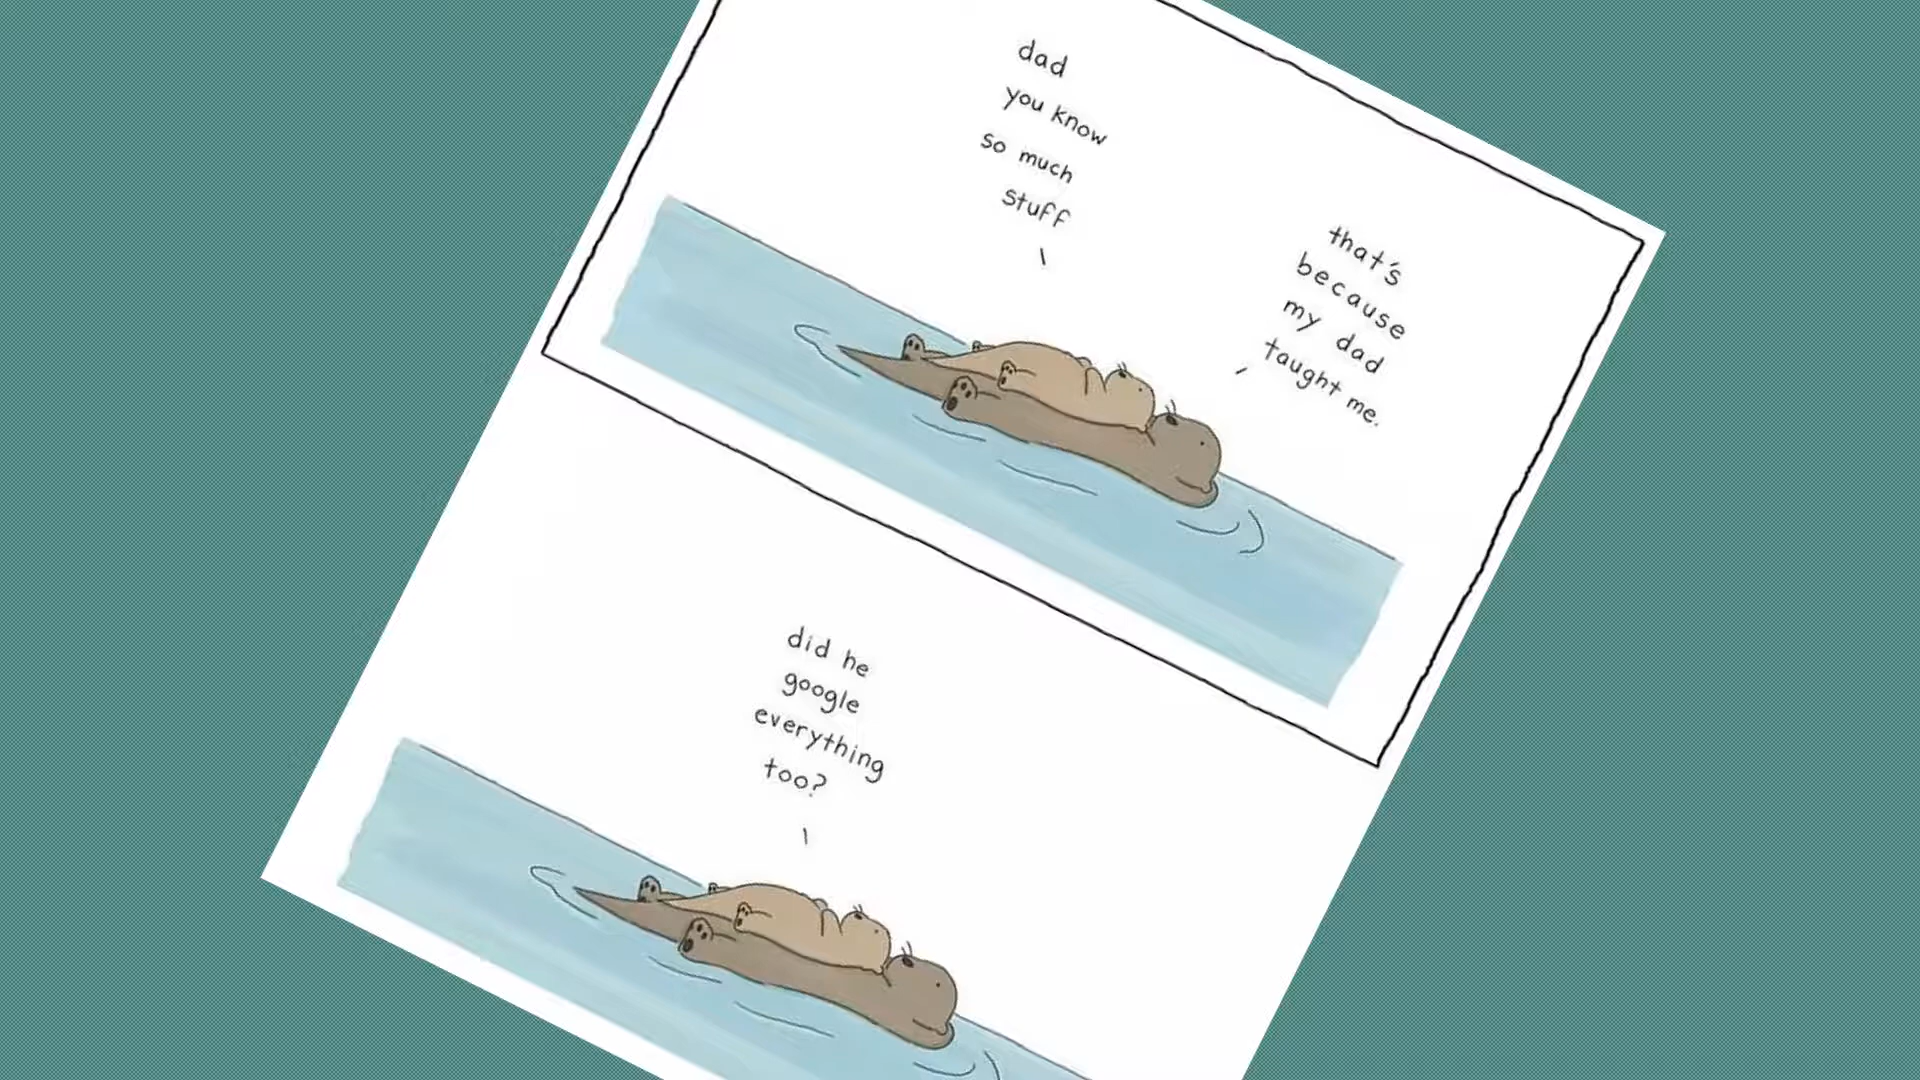 dad
you know
so much
stuff
that's
because
my dad
taught me.
did he
google
everything
too?